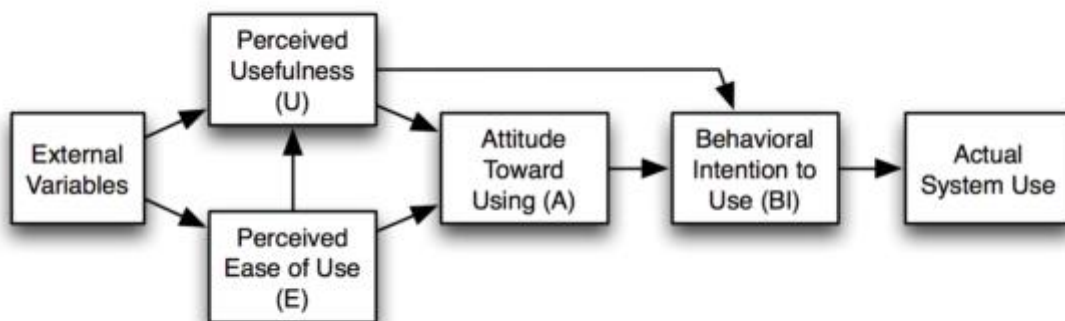 External
Variables
Perceived
Usefulness
(U)
Perceived
Ease of Use
(E)
Attitude
Toward
Using (A)
Behavioral
Intention to
Use (BI)
Actual
System Use